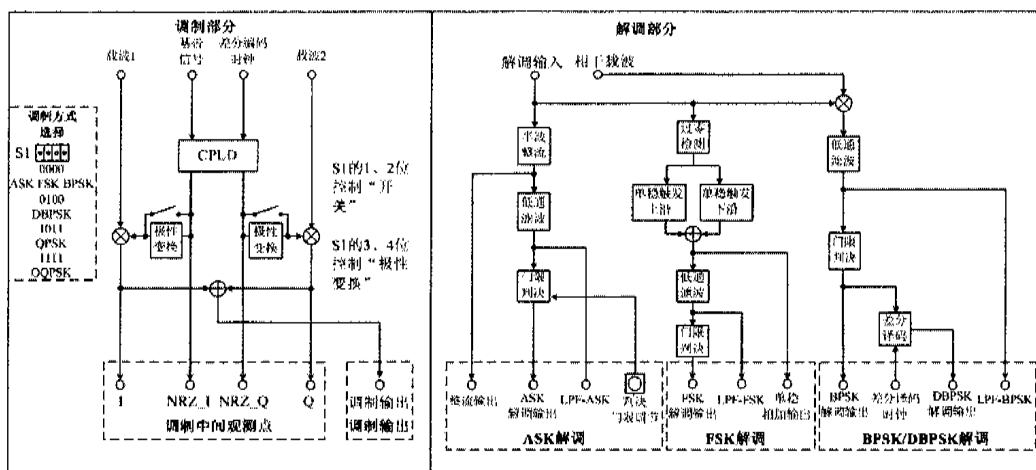 调制部分
载波1
基带
信号
差分编码
时钟
载波2
调制方式
选择
S1
0000
ASK FSK BPSK
0100
DBPSK
1011
QPSK
1111
OQPSK
CPLD
极性
变换
极性
变换
S1的1、2位
控制“开
关”
S1的3、4位
控制“极性
变换”
I
NRZ_I
NRZ_Q
Q
调制中间观测点
调制输出
调制输出
解调部分
解调输入
相干载波
半波
整流
低通
滤波
门限
判决
过零
检测
单稳触发
上沿
单稳触发
下沿
低通
滤波
门限
判决
低通
滤波
门限
判决
差分
译码
整流输出
ASK
解调输出
LPF-ASK
判决
门限调节
ASK解调
FSK
解调输出
LPF-FSK
单稳
相加输出
FSK解调
BPSK
解调输出
差分译码
时钟
DBPSK
解调输出
LPF-BPSK
BPSK/DBPSK解调